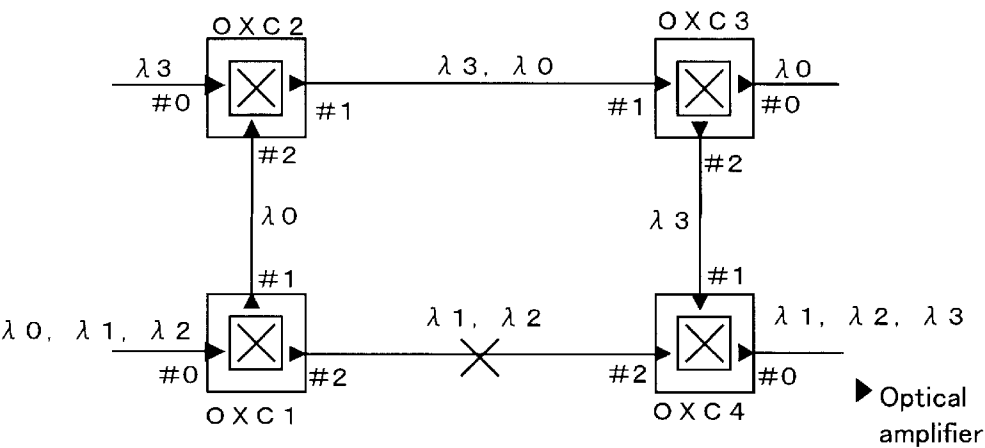 OXC2
OXC3
λ3
λ3, λ0
λ0
#0
#1
#1
#0
#2
#2
λ0
λ3
#1
#1
λ0, λ1, λ2
λ1, λ2
λ1, λ2, λ3
#0
#2
#2
#0
OXC1
OXC4
Optical
amplifier